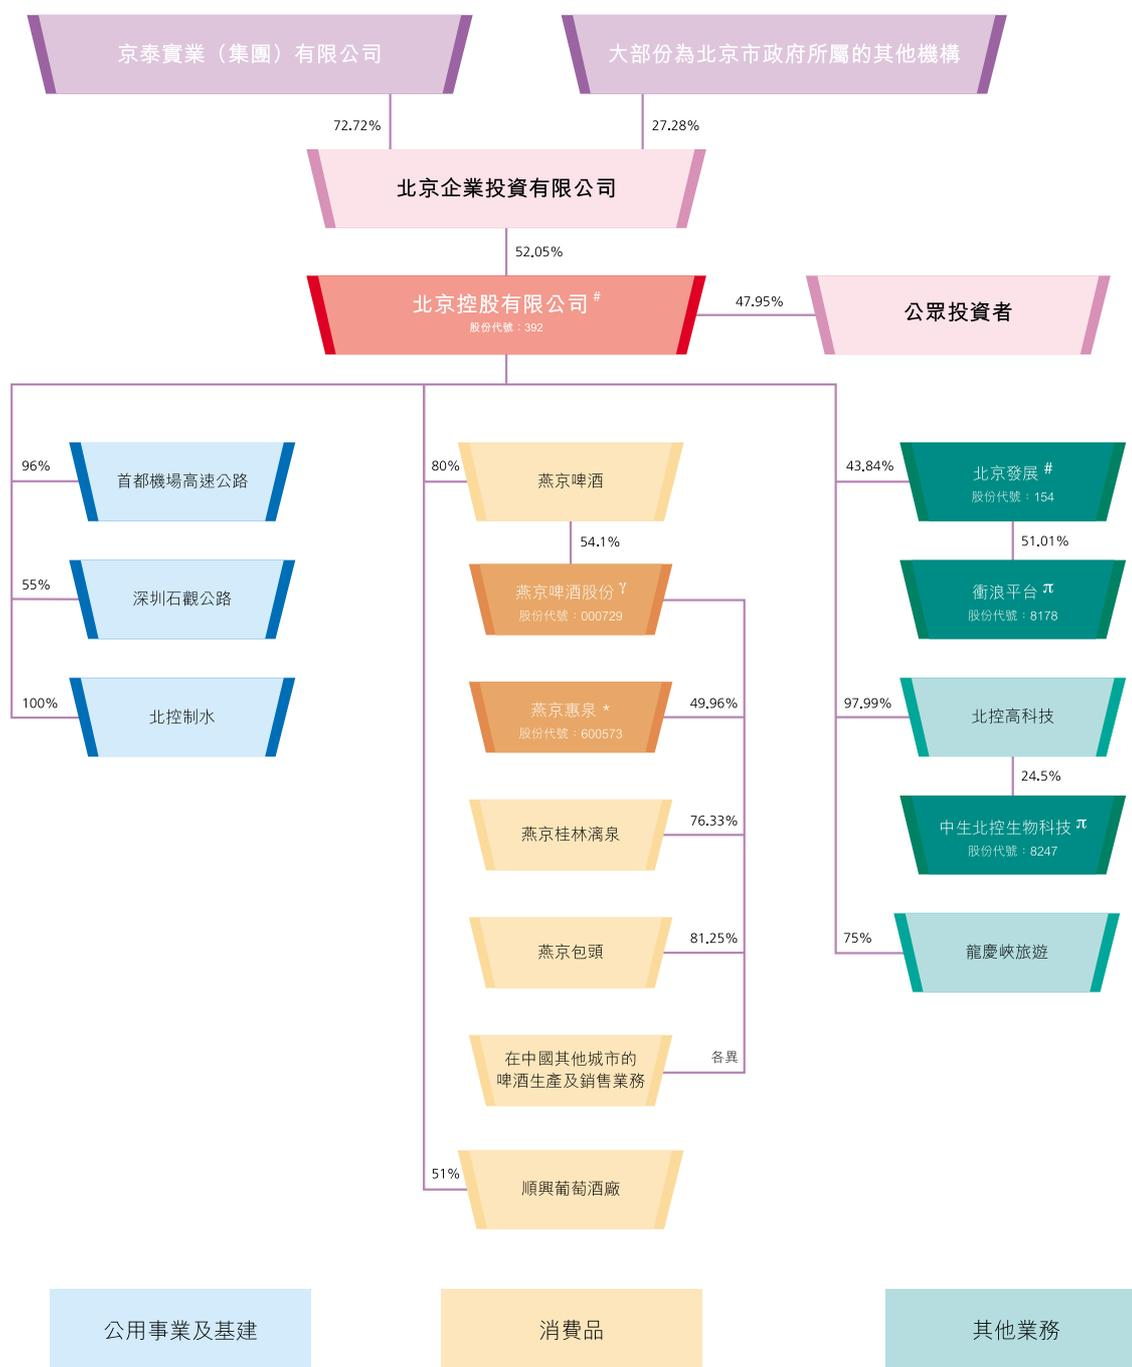 京泰實業（集團）有限公司
大部份為北京市政府所屬的其他機構
72.72%
27.28%
北京企業投資有限公司
52.05%
北京控股有限公司 #
股份代號：392
47.95%
公眾投資者
96%
首都機場高速公路
55%
深圳石觀公路
100%
北控制水
80%
燕京啤酒
54.1%
燕京啤酒股份 γ
股份代號：000729
燕京惠泉 *
股份代號：600573
49.96%
燕京桂林漓泉
76.33%
燕京包頭
81.25%
在中國其他城市的
啤酒生產及銷售業務
各異
51%
順興葡萄酒廠
43.84%
北京發展 #
股份代號：154
51.01%
衝浪平台 π
股份代號：8178
97.99%
北控高科技
24.5%
中生北控生物科技 π
股份代號：8247
75%
龍慶峽旅遊
公用事業及基建
消費品
其他業務